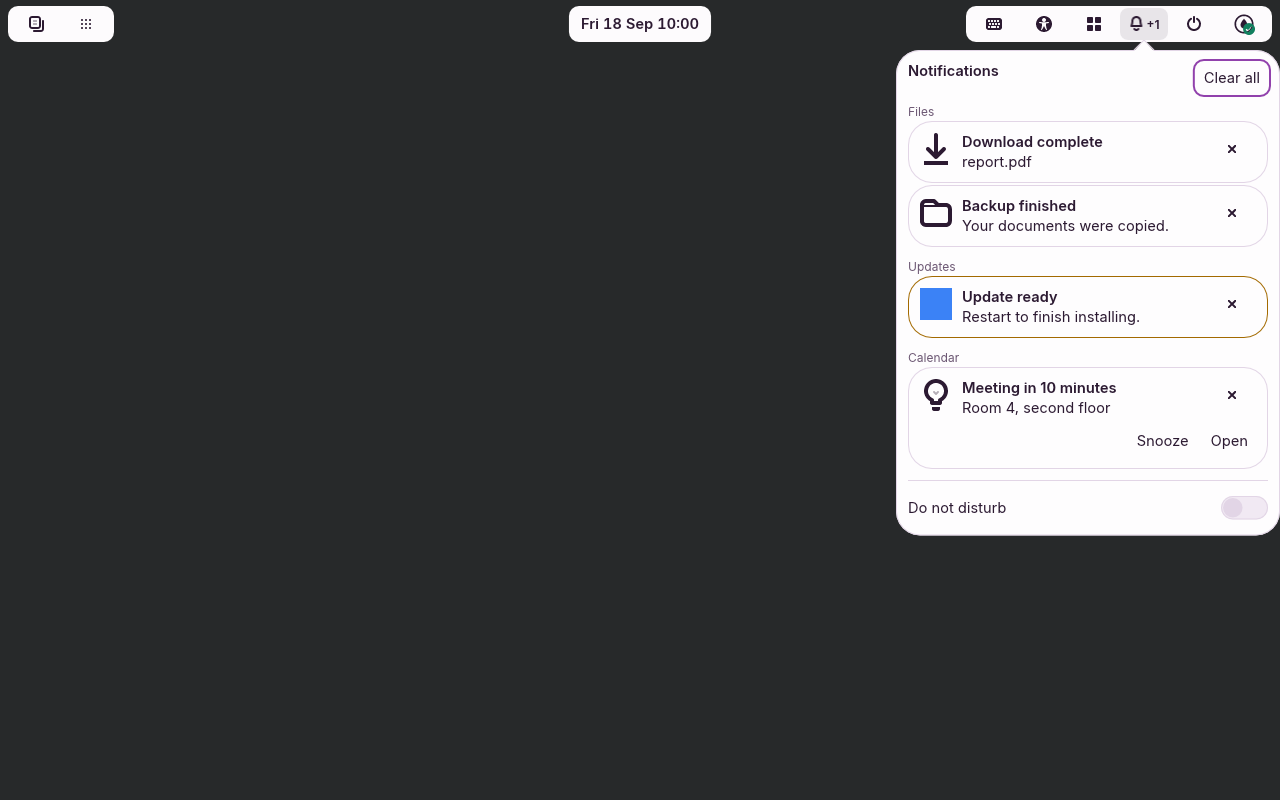 Fri 18 Sep 10:00
+1
Notifications
Clear all
Files
Download complete
report.pdf
Backup finished
Your documents were copied.
Updates
Update ready
Restart to finish installing.
Calendar
Meeting in 10 minutes
Room 4, second floor
Snooze Open
Do not disturb